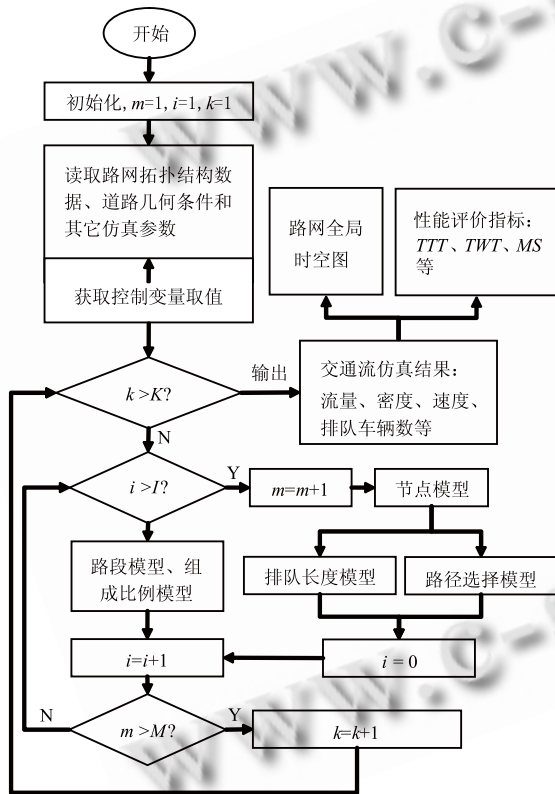 开始
初始化, m=1, i=1, k=1
读取路网拓扑结构数
据、道路几何条件和
其它仿真参数
获取控制变量取值
路网全局
时空图
性能评价指标：
TTT、TWT、MS
等
k >K?
输出
交通流仿真结果：
流量、密度、速度、
排队车辆数等
N
i >I?
Y
m=m+1
节点模型
路段模型、组
成比例模型
排队长度模型
路径选择模型
i=i+1
i = 0
N
m >M?
Y
k=k+1
www.c-s
www.c-s